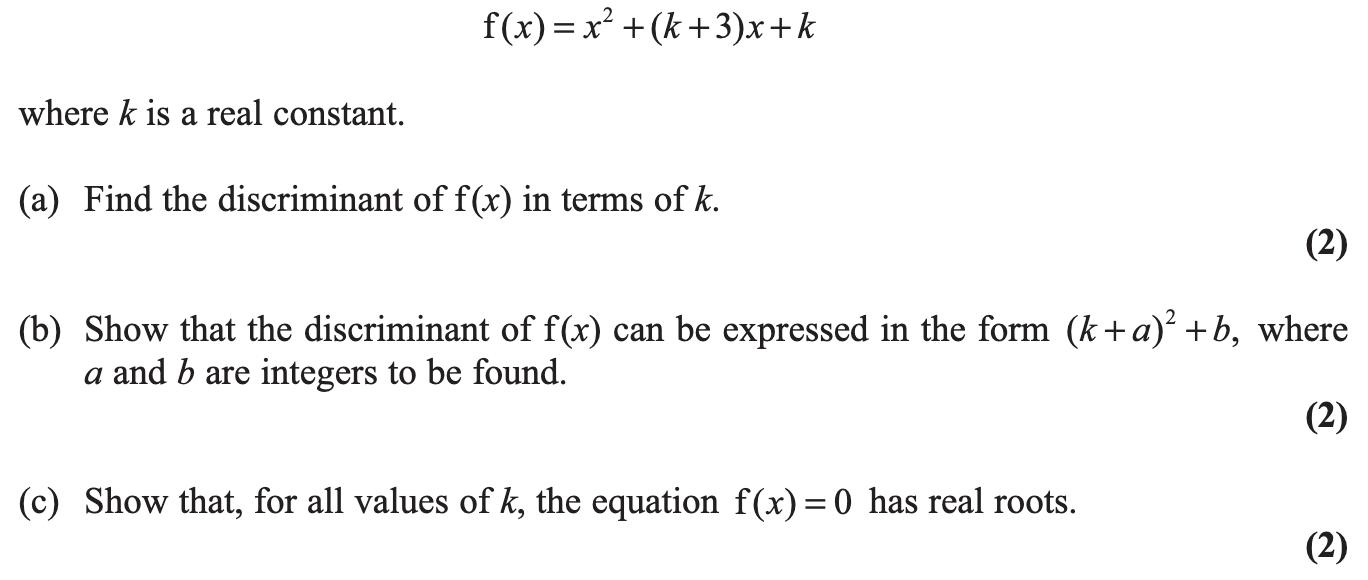 f(x) = x² + (k + 3)x + k
where k is a real constant.
(a) Find the discriminant of f(x) in terms of k.
(2)
(b) Show that the discriminant of f(x) can be expressed in the form (k + a)² + b, where
a and b are integers to be found.
(2)
(c) Show that, for all values of k, the equation f(x) = 0 has real roots.
(2)